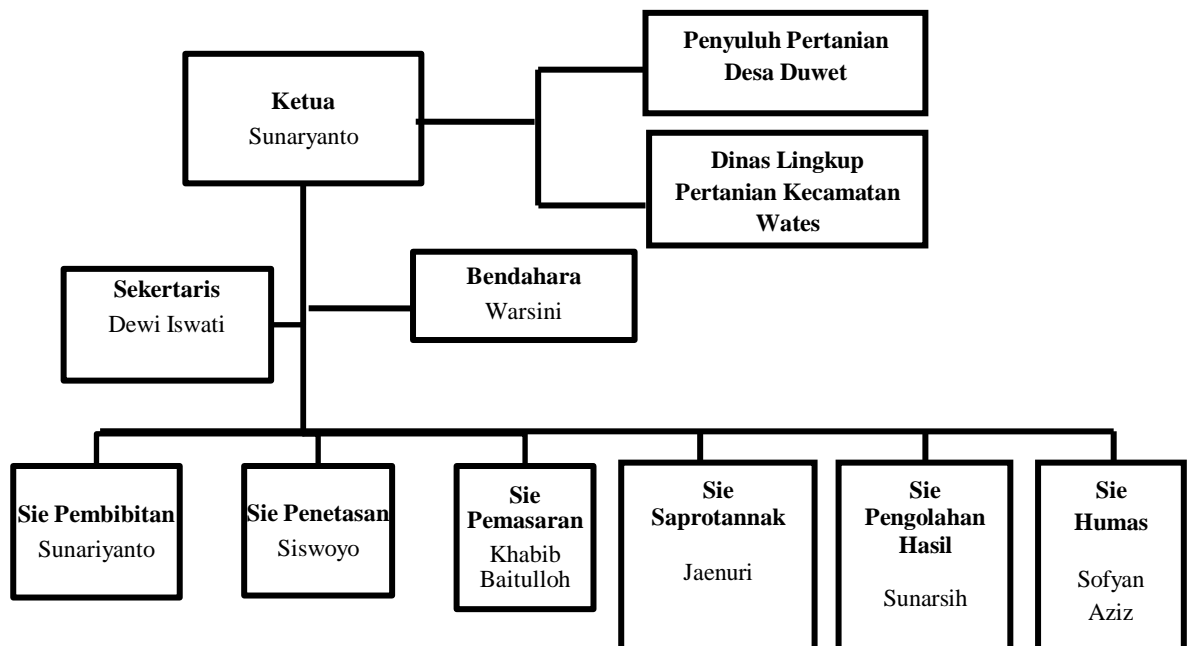 Penyuluh Pertanian
Desa Duwet
Ketua
Sunaryanto
Dinas Lingkup
Pertanian Kecamatan
Wates
Sekertaris
Dewi Iswati
Bendahara
Warsini
Sie Pembibitan
Sunariyanto
Sie Penetasan
Siswoyo
Sie
Pemasaran
Khabib
Baitulloh
Sie
Saprotannak
Jaenuri
Sie
Pengolahan
Hasil
Sunarsih
Sie
Humas
Sofyan
Aziz